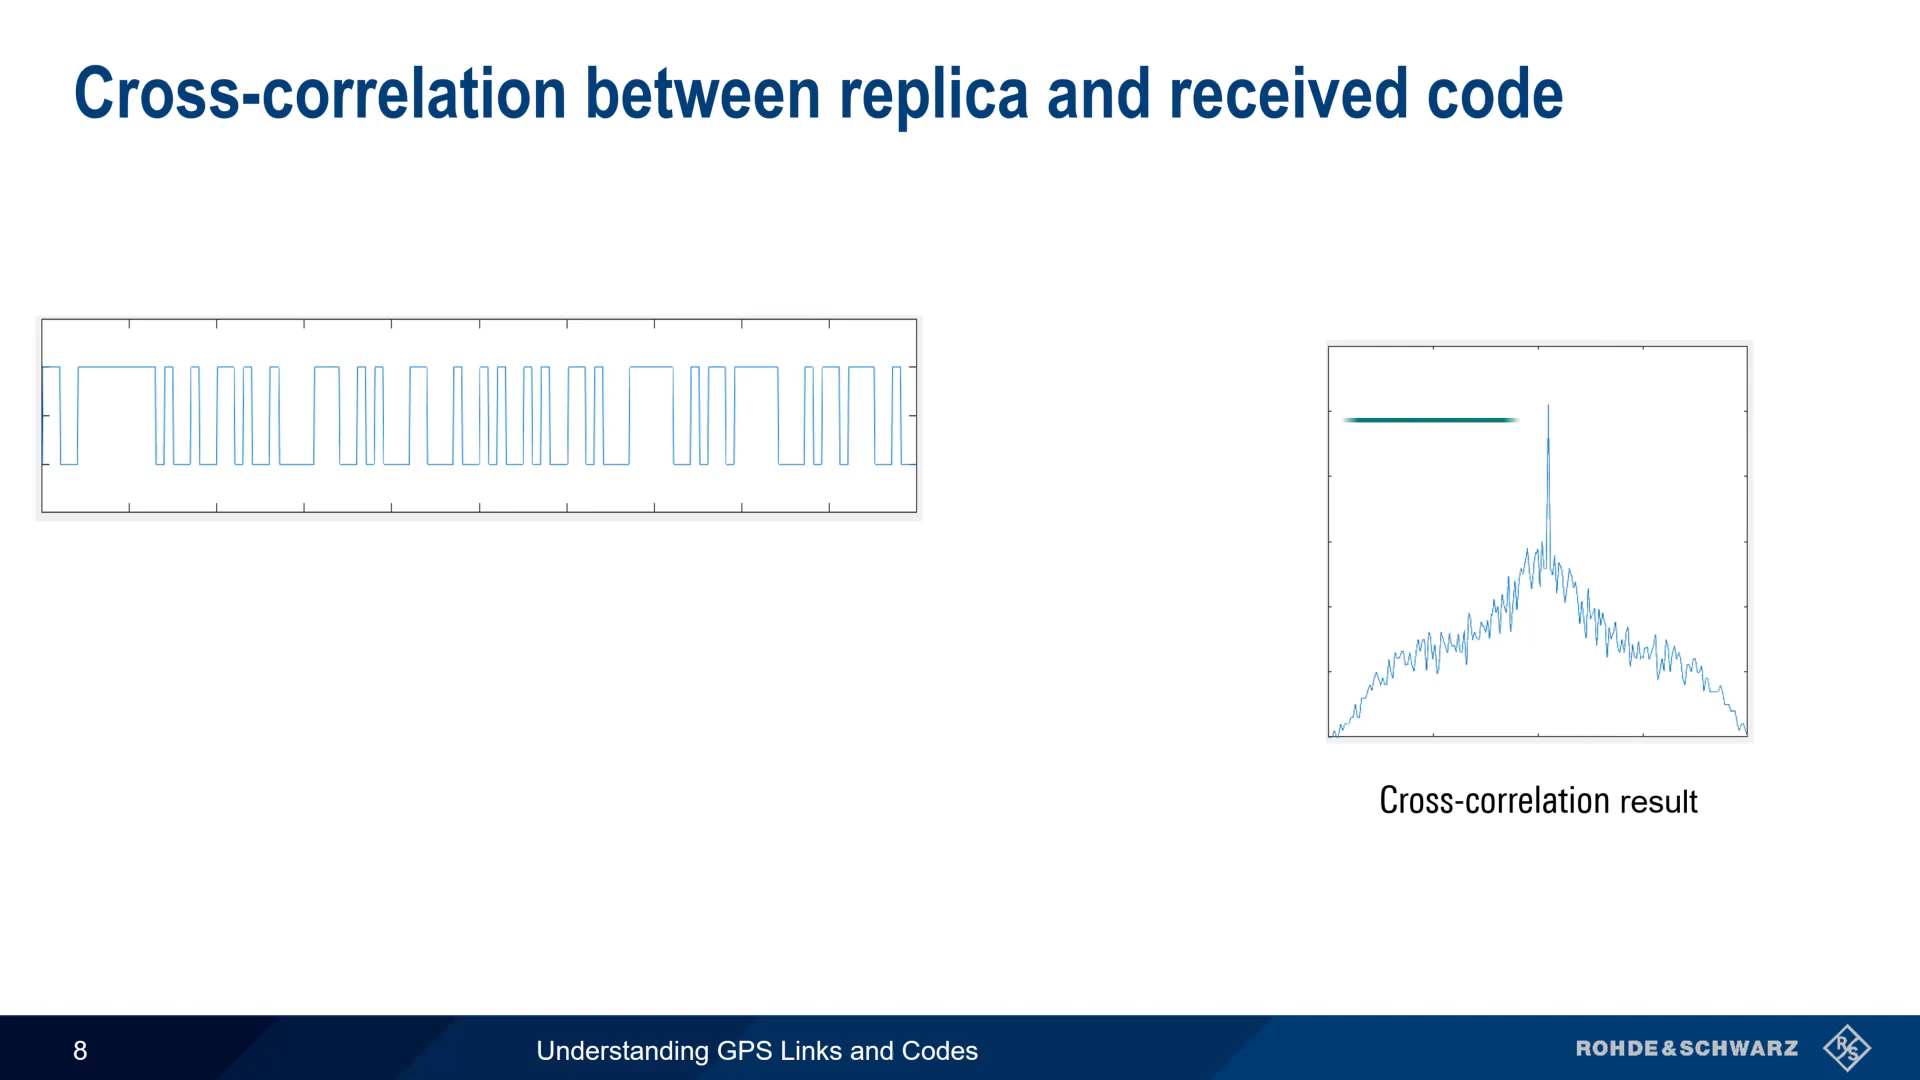 Cross-correlation between replica and received code
Cross-correlation result
8
Understanding GPS Links and Codes
ROHDE&SCHWARZ
R&S